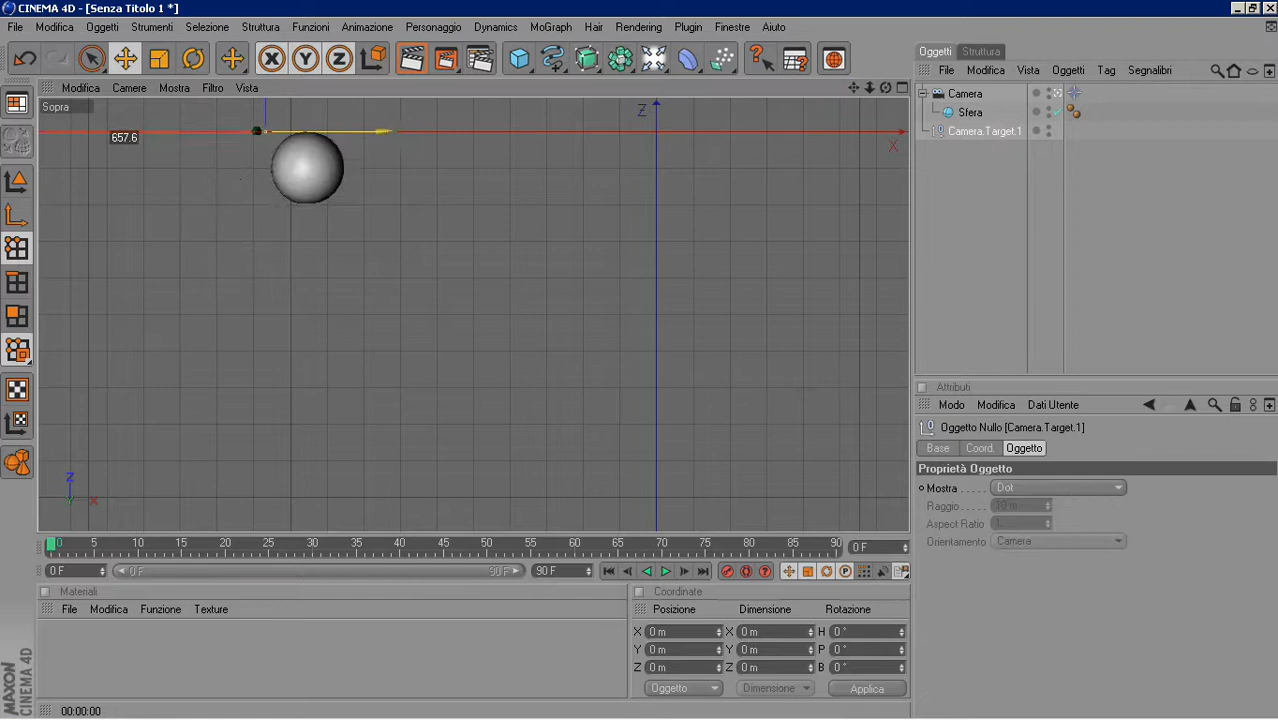 CINEMA 4D - [Senza Titolo 1 *]
File Modifica Oggetti Strumenti Selezione Struttura Funzioni Animazione Personaggio Dynamics MoGraph Hair Rendering Plugin Finestre Aiuto
X Y Z
Oggetti Struttura
File Modifica Vista Oggetti Tag Segnalibri
Modifica Camere Mostra Filtro Vista
Camera
Sfera
Camera.Target.1
Sopra
657.6
Z
X
Z
Y X
Attributi
Modo Modifica Dati Utente
Oggetto Nullo [Camera.Target.1]
Base Coord. Oggetto
Proprietà Oggetto
Mostra Dot
Raggio 10 m
Aspect Ratio 1
Orientamento Camera
0 5 10 15 20 25 30 35 40 45 50 55 60 65 70 75 80 85 90 0 F
0 F 0 F 90 F 90 F
Materiali
File Modifica Funzione Texture
Coordinate
Posizione Dimensione Rotazione
X 0 m X 0 m H 0 °
Y 0 m Y 0 m P 0 °
Z 0 m Z 0 m B 0 °
Oggetto Dimensione Applica
MAXON
CINEMA 4D
00:00:00